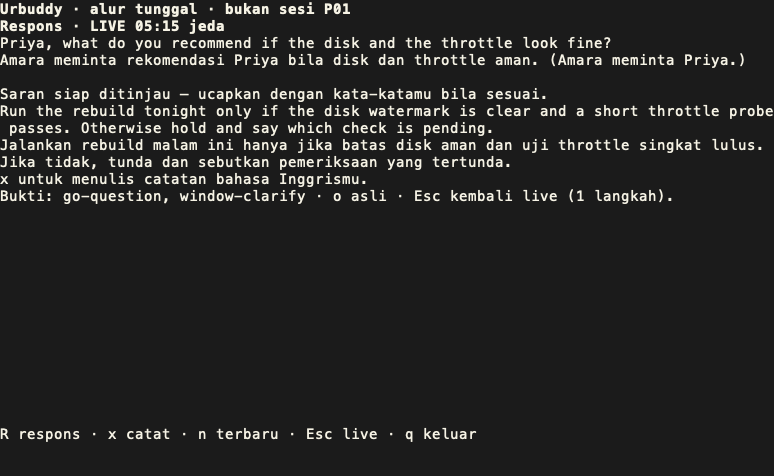 Urbuddy · alur tunggal · bukan sesi P01
Respons · LIVE 05:15 jeda
Priya, what do you recommend if the disk and the throttle look fine?
Amara meminta rekomendasi Priya bila disk dan throttle aman. (Amara meminta Priya.)
Saran siap ditinjau — ucapkan dengan kata-katamu bila sesuai.
Run the rebuild tonight only if the disk watermark is clear and a short throttle probe
passes. Otherwise hold and say which check is pending.
Jalankan rebuild malam ini hanya jika batas disk aman dan uji throttle singkat lulus.
Jika tidak, tunda dan sebutkan pemeriksaan yang tertunda.
x untuk menulis catatan bahasa Inggrismu.
Bukti: go-question, window-clarify · o asli · Esc kembali live (1 langkah).
R respons · x catat · n terbaru · Esc live · q keluar